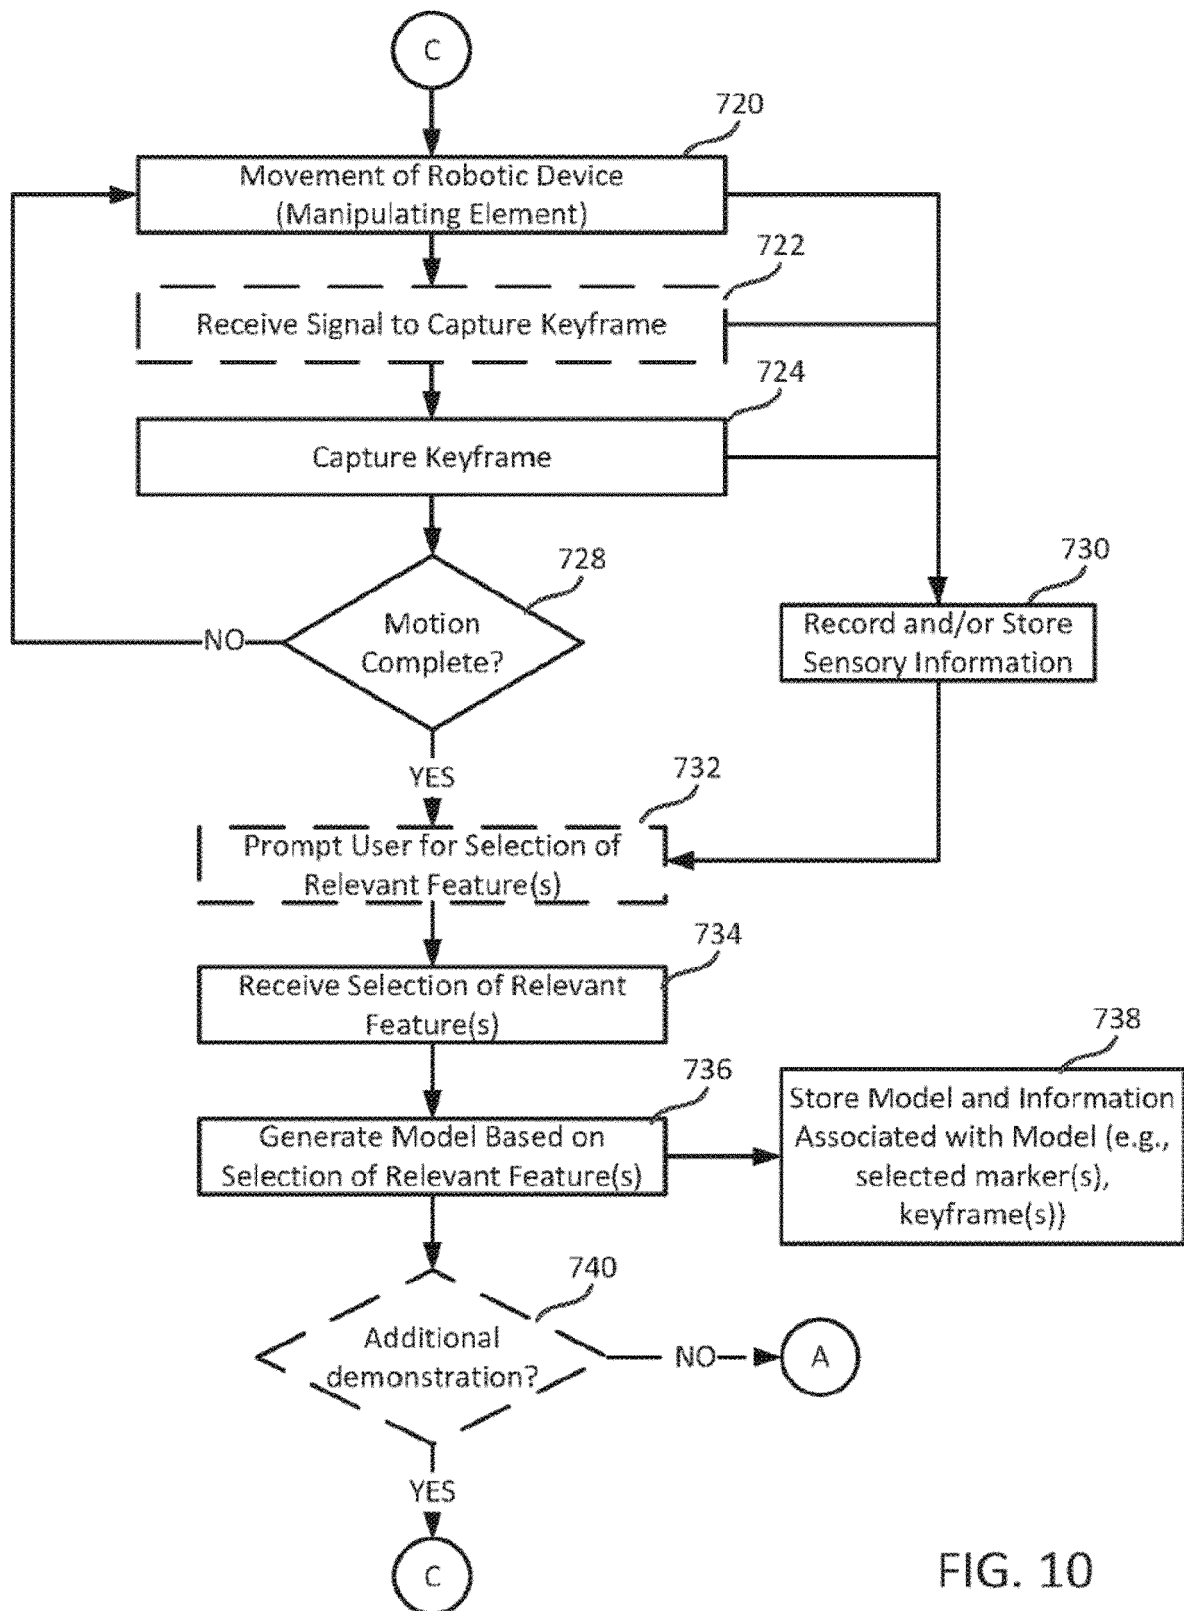 C
720
Movement of Robotic Device
(Manipulating Element)
722
Receive Signal to Capture Keyframe
724
Capture Keyframe
728
Motion
Complete?
NO
730
Record and/or Store
Sensory Information
YES
732
Prompt User for Selection of
Relevant Feature(s)
734
Receive Selection of Relevant
Feature(s)
736
Generate Model Based on
Selection of Relevant Feature(s)
738
Store Model and Information
Associated with Model (e.g.,
selected marker(s),
keyframe(s))
740
Additional
demonstration?
NO
A
YES
C
FIG. 10